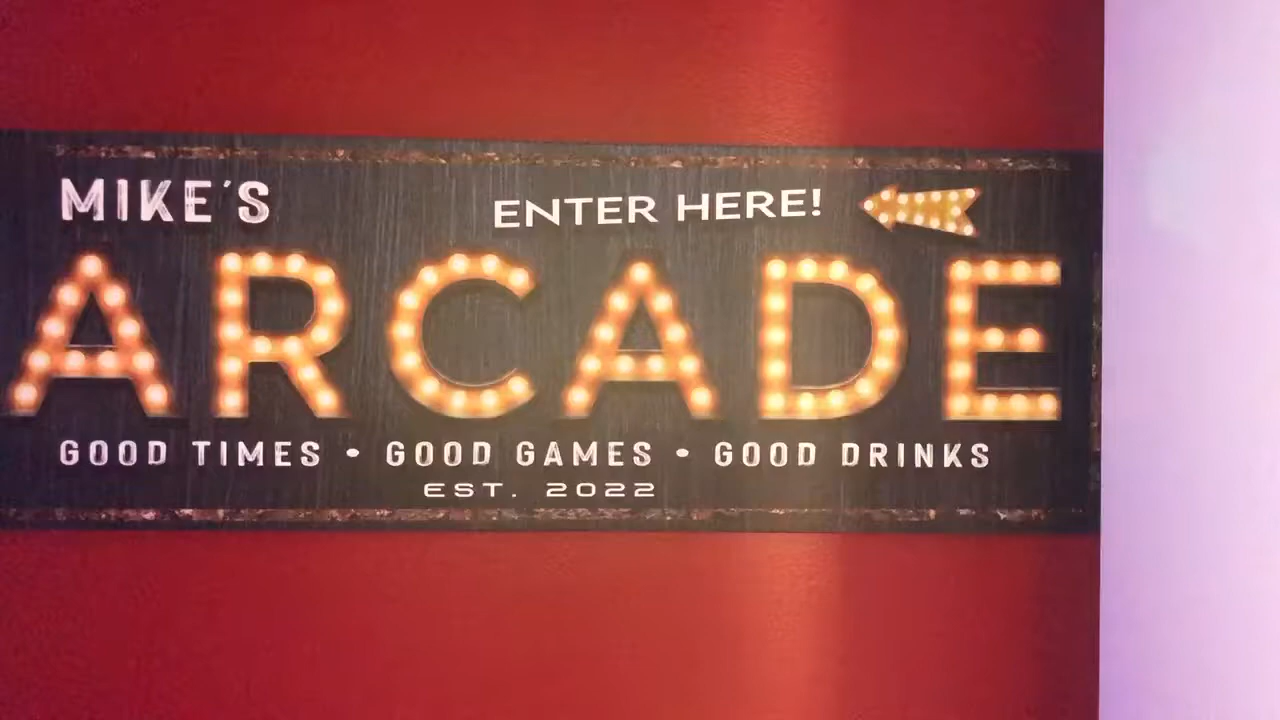 MIKE'S ENTER HERE!
ARCADE
GOOD TIMES • GOOD GAMES • GOOD DRINKS
EST. 2022